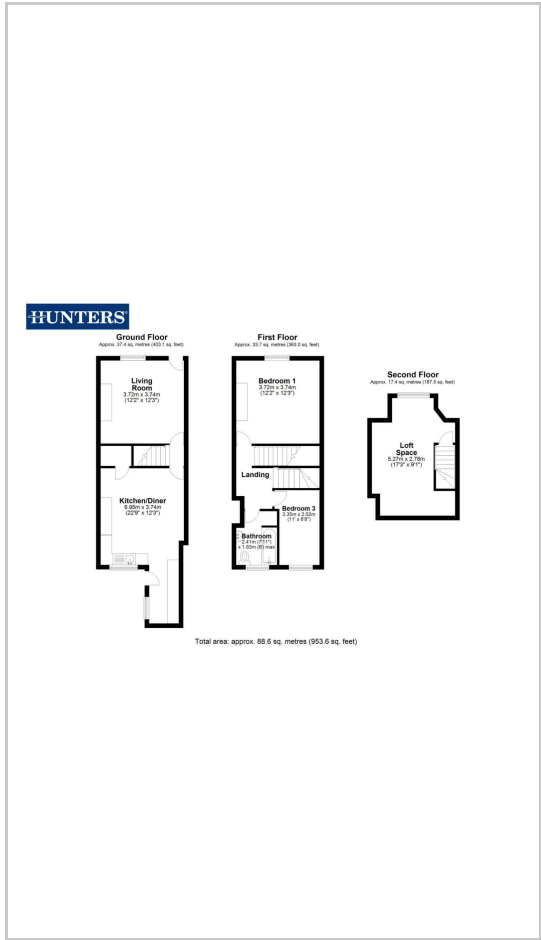 HUNTERS
Ground Floor
Approx. 37.4 sq. metres (403.1 sq. feet)
Living
Room
3.72m x 3.74m
(12'2" x 12'3")
Kitchen/Diner
6.95m x 3.74m
(22'9" x 12'3")
First Floor
Approx. 33.7 sq. metres (363.0 sq. feet)
Bedroom 1
3.72m x 3.74m
(12'2" x 12'3")
Landing
Bedroom 3
3.35m x 2.02m
(11' x 6'8")
Bathroom
2.41m (7'11")
x 1.83m (6') max
Second Floor
Approx. 17.4 sq. metres (187.5 sq. feet)
Loft
Space
5.27m x 2.78m
(17'3" x 9'1")
Total area: approx. 88.6 sq. metres (953.6 sq. feet)